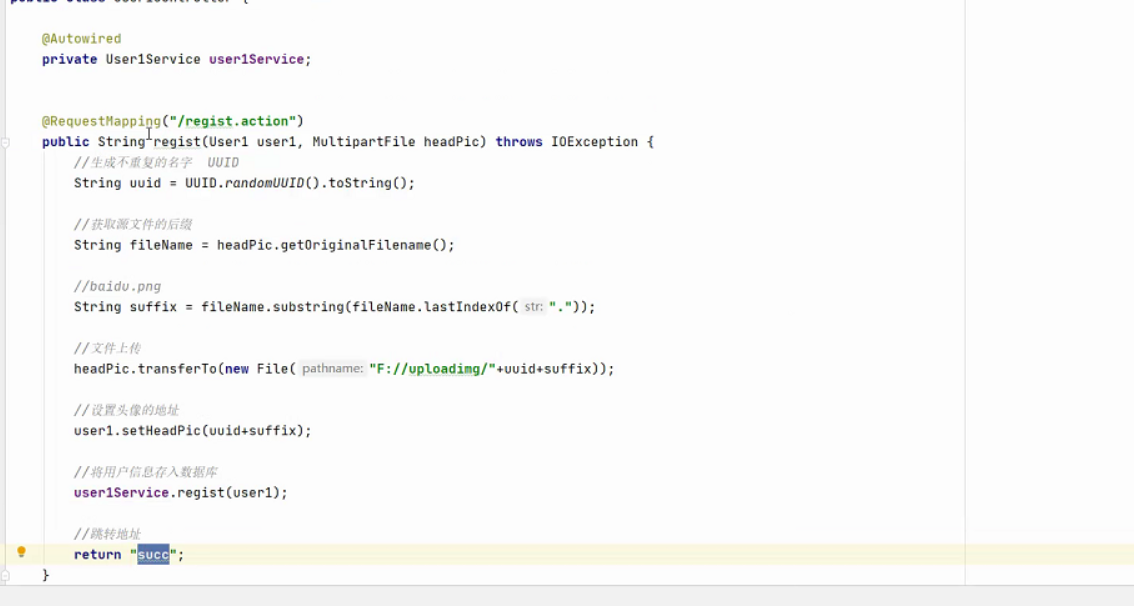 @Autowired
private User1Service user1Service;
@RequestMapping("/regist.action")
public String regist(User1 user1, MultipartFile headPic) throws IOException {
//生成不重复的名字 UUID
String uuid = UUID.randomUUID().toString();
//获取源文件的后缀
String fileName = headPic.getOriginalFilename();
//baidu.png
String suffix = fileName.substring(fileName.lastIndexOf( str: "."));
//文件上传
headPic.transferTo(new File( pathname: "F://uploadimg/"+uuid+suffix));
//设置头像的地址
user1.setHeadPic(uuid+suffix);
//将用户信息存入数据库
user1Service.regist(user1);
//跳转地址
return "succ";
}